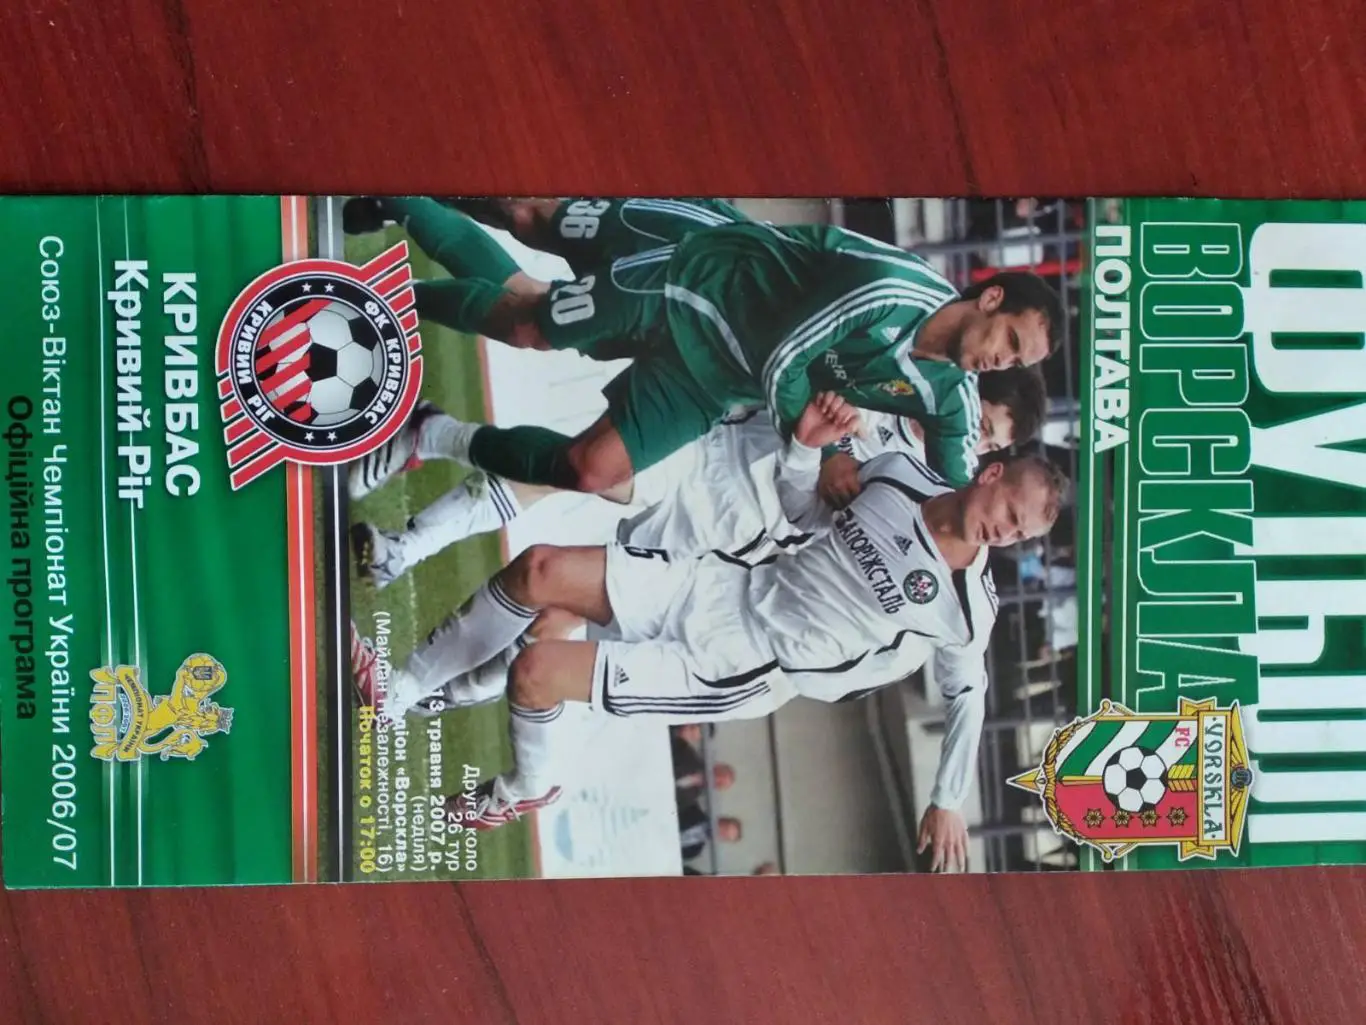 ФУТБОЛ
ВОРСКЛА
ПОЛТАВА
FC VORSKLA
36
20
ЗАПОРІЖСТАЛЬ
5
Друге коло
26 тур
13 травня 2007 р.
(неділя)
Стадіон «Ворскла»
(Майдан Незалежності, 16)
Початок о 17:00
ФК КРИВБАС
КРИВИЙ РІГ
КРИВБАС
Кривий Ріг
ПФЛ
Союз-Віктан Чемпіонат України 2006/07
Офіційна програма